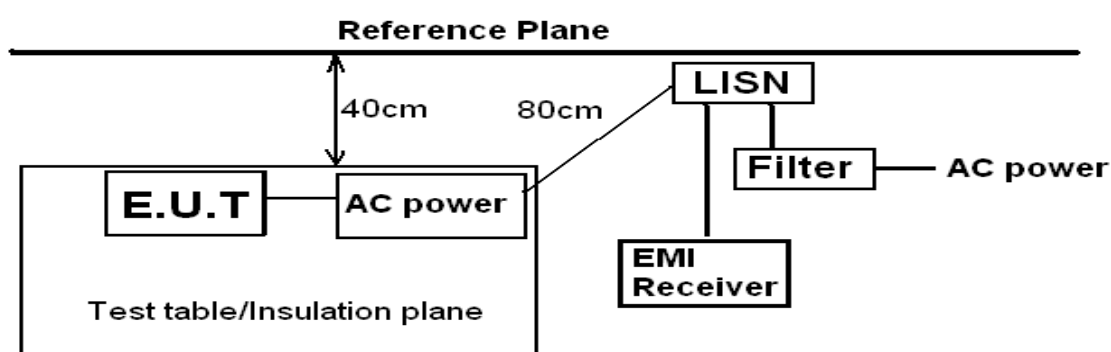 Reference Plane
LISN
40cm
80cm
Filter
AC power
E.U.T
AC power
EMI
Receiver
Test table/Insulation plane